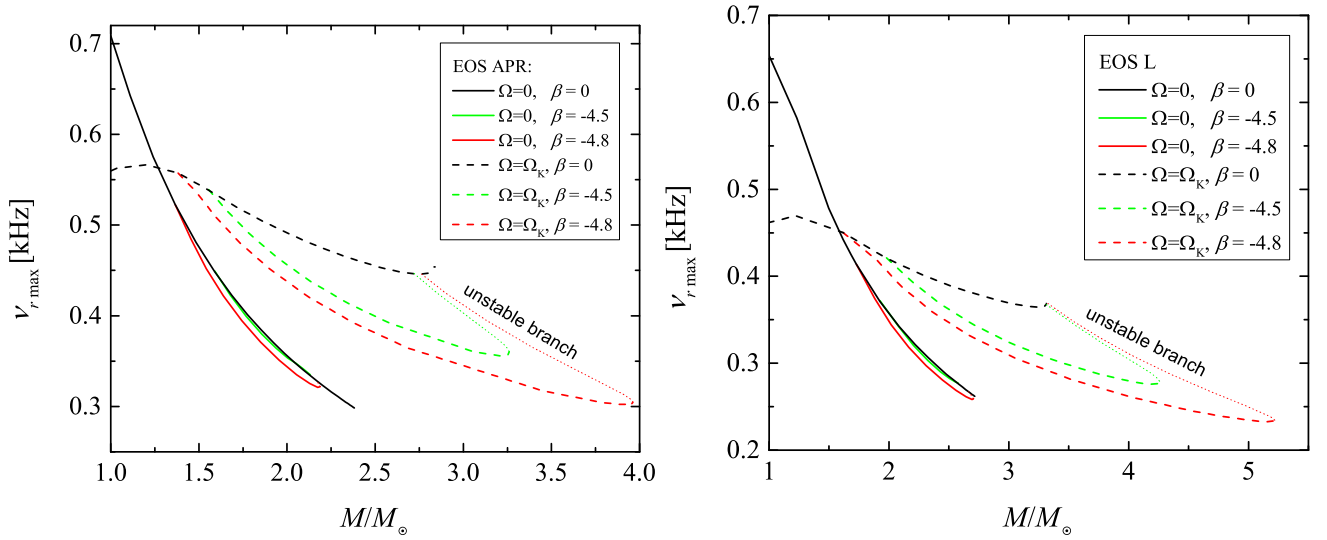 0.7
0.6
0.5
0.4
0.3
ν_r max [kHz]
EOS APR:
Ω=0, β = 0
Ω=0, β = -4.5
Ω=0, β = -4.8
Ω=Ω_K, β = 0
Ω=Ω_K, β = -4.5
Ω=Ω_K, β = -4.8
unstable branch
1.0 1.5 2.0 2.5 3.0 3.5 4.0
M/M_⊙
0.7
0.6
0.5
0.4
0.3
0.2
ν_r max [kHz]
EOS L
Ω=0, β = 0
Ω=0, β = -4.5
Ω=0, β = -4.8
Ω=Ω_K, β = 0
Ω=Ω_K, β = -4.5
Ω=Ω_K, β = -4.8
unstable branch
1 2 3 4 5
M/M_⊙